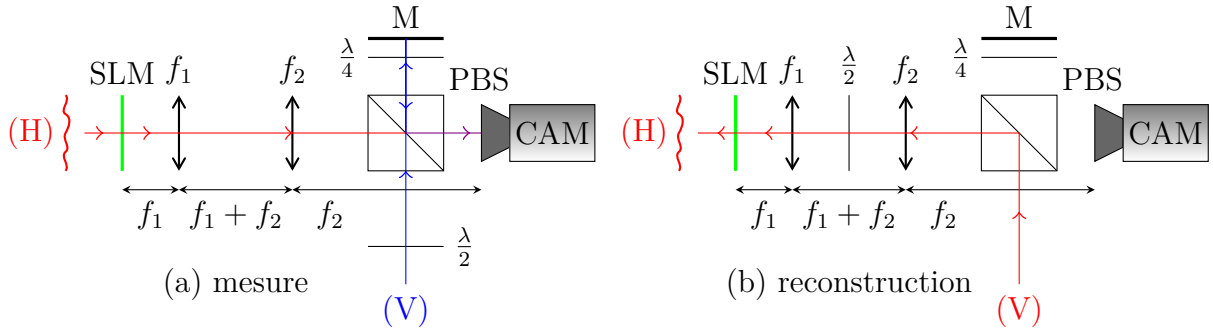 M
λ/4
SLM f₁ f₂ PBS
(H) CAM
f₁ f₁ + f₂ f₂
λ/2
(a) mesure
(V)
M
λ/4
SLM f₁ λ/2 f₂ PBS
(H) CAM
f₁ f₁ + f₂ f₂
(b) reconstruction
(V)